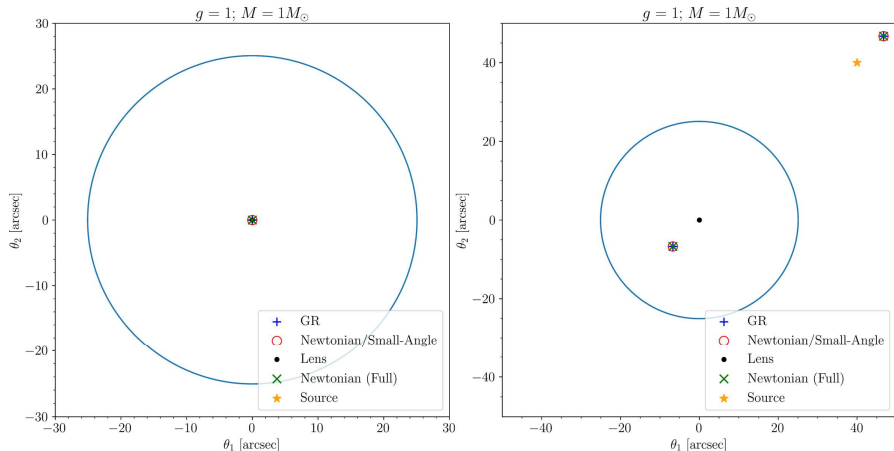 g = 1; M = 1M⊙
30
20
10
0
−10
−20
−30
θ₂ [arcsec]
−30 −20 −10 0 10 20 30
θ₁ [arcsec]
GR
Newtonian/Small-Angle
Lens
Newtonian (Full)
Source
g = 1; M = 1M⊙
40
20
0
−20
−40
θ₂ [arcsec]
−40 −20 0 20 40
θ₁ [arcsec]
GR
Newtonian/Small-Angle
Lens
Newtonian (Full)
Source